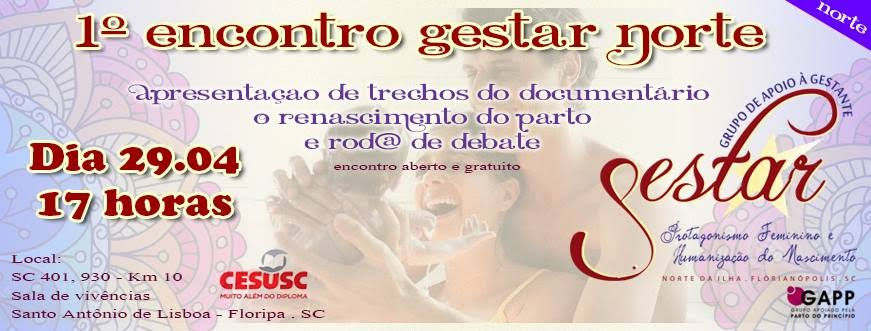 1º encontro gestar norte
norte
Apresentaçao de trechos do documentário
o renascimento do parto
e rod@ de debate
encontro aberto e gratuito
Dia 29.04
17 horas
GRUPO DE APOIO À GESTANTE
gestar
Protagonismo Feminino e
Humanização do Nascimento
NORTE DA ILHA . FLORIANÓPOLIS . SC
Local:
SC 401, 930 - Km 10
Sala de vivências
Santo Antônio de Lisboa - Floripa . SC
CESUSC
MUITO ALÉM DO DIPLOMA
GAPP
GRUPO APOIADO PELA
PARTO DO PRINCÍPIO